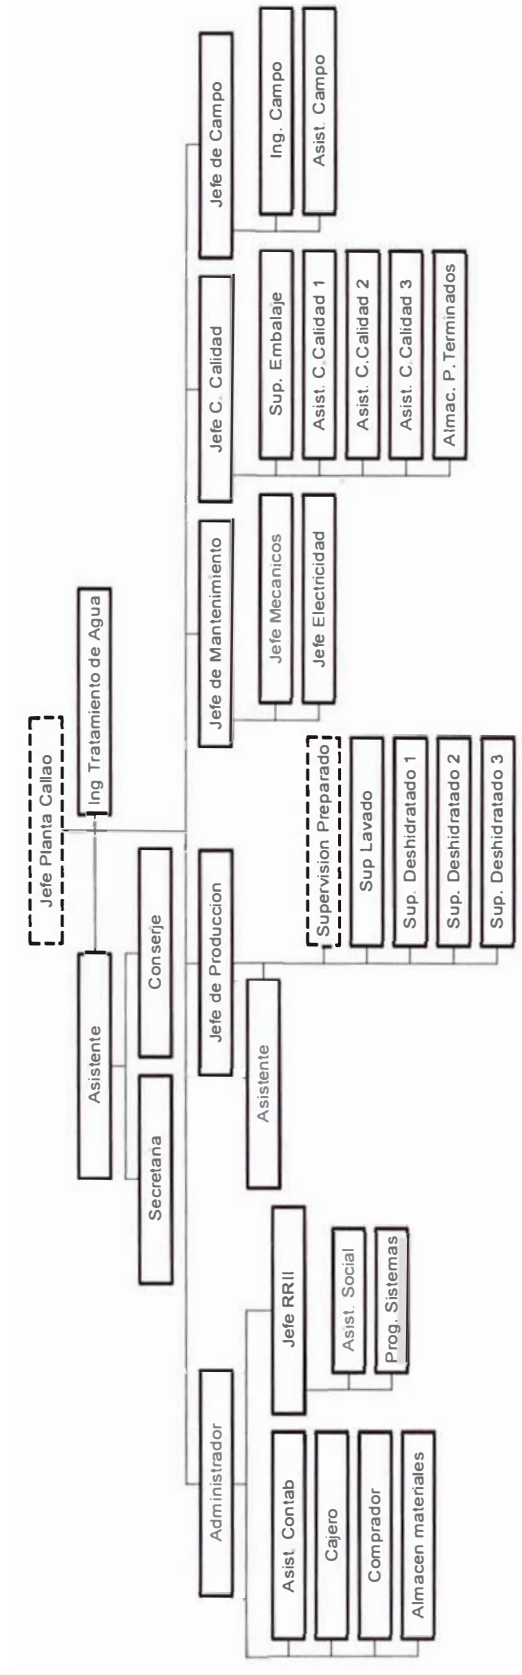 Jefe Planta Callao
Asistente
Ing Tratamiento de Agua
Secretaria
Conserje
Administrador
Jefe de Produccion
Jefe de Mantenimiento
Jefe C. Calidad
Jefe de Campo
Asist. Contab
Cajero
Comprador
Almacen materiales
Jefe RRII
Asist. Social
Prog. Sistemas
Asistente
Supervision Preparado
Sup Lavado
Sup. Deshidratado 1
Sup. Deshidratado 2
Sup. Deshidratado 3
Jefe Mecanicos
Jefe Electricidad
Sup. Embalaje
Asist. C.Calidad 1
Asist. C.Calidad 2
Asist. C.Calidad 3
Almac. P.Terminados
Ing. Campo
Asist. Campo